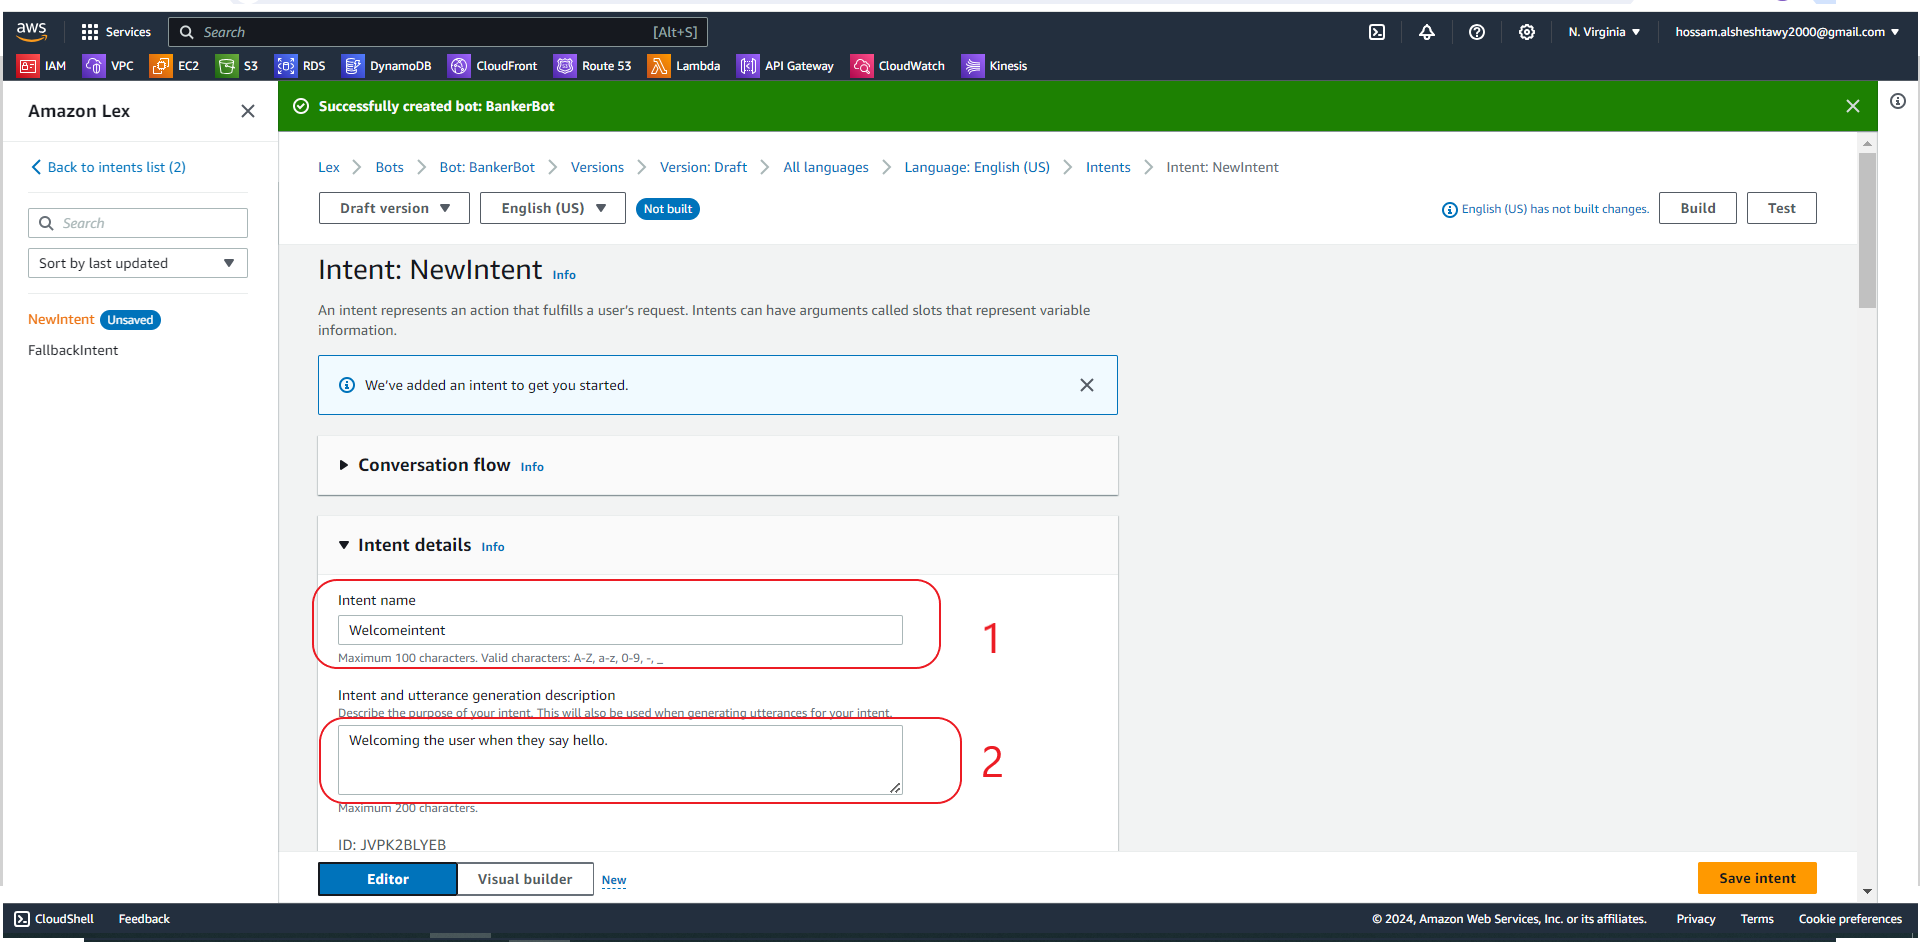 aws
Services
Search
[Alt+S]
N. Virginia
hossam.alsheshtawy2000@gmail.com
IAM
VPC
EC2
S3
RDS
DynamoDB
CloudFront
Route 53
Lambda
API Gateway
CloudWatch
Kinesis
Amazon Lex
Successfully created bot: BankerBot
Back to intents list (2)
Search
Sort by last updated
NewIntent
Unsaved
FallbackIntent
Lex
Bots
Bot: BankerBot
Versions
Version: Draft
All languages
Language: English (US)
Intents
Intent: NewIntent
Draft version
English (US)
Not built
English (US) has not built changes.
Build
Test
Intent: NewIntent
Info
An intent represents an action that fulfills a user's request. Intents can have arguments called slots that represent variable
information.
We've added an intent to get you started.
Conversation flow
Info
Intent details
Info
Intent name
Welcomeintent
Maximum 100 characters. Valid characters: A-Z, a-z, 0-9, -, _
1
Intent and utterance generation description
Describe the purpose of your intent. This will also be used when generating utterances for your intent.
Welcoming the user when they say hello.
2
Maximum 200 characters.
ID: JVPK2BLYEB
Editor
Visual builder
New
Save intent
CloudShell
Feedback
© 2024, Amazon Web Services, Inc. or its affiliates.
Privacy
Terms
Cookie preferences